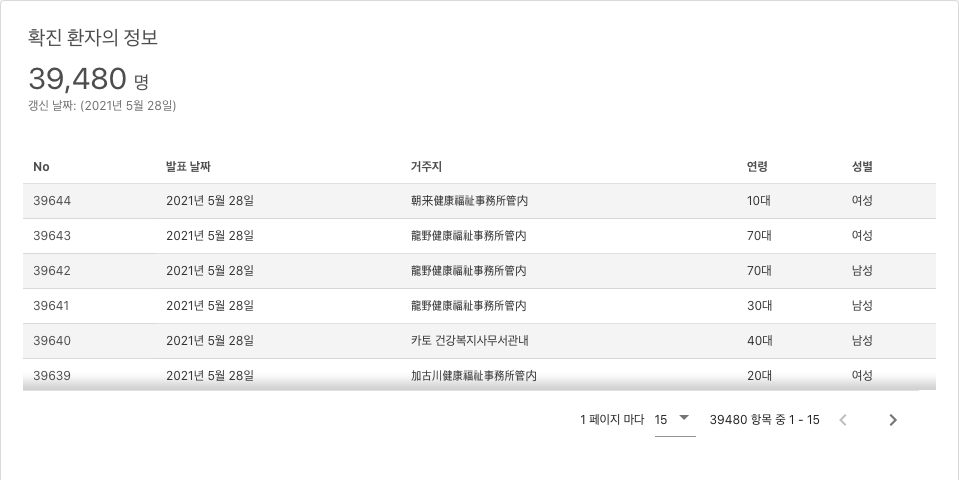 확진 환자의 정보
39,480 명
갱신 날짜: (2021년 5월 28일)
No 발표 날짜 거주지 연령 성별
39644 2021년 5월 28일 朝来健康福祉事務所管内 10대 여성
39643 2021년 5월 28일 龍野健康福祉事務所管内 70대 여성
39642 2021년 5월 28일 龍野健康福祉事務所管内 70대 남성
39641 2021년 5월 28일 龍野健康福祉事務所管内 30대 남성
39640 2021년 5월 28일 카토 건강복지사무서관내 40대 남성
39639 2021년 5월 28일 加古川健康福祉事務所管内 20대 여성
1 페이지 마다 15 39480 항목 중 1 - 15